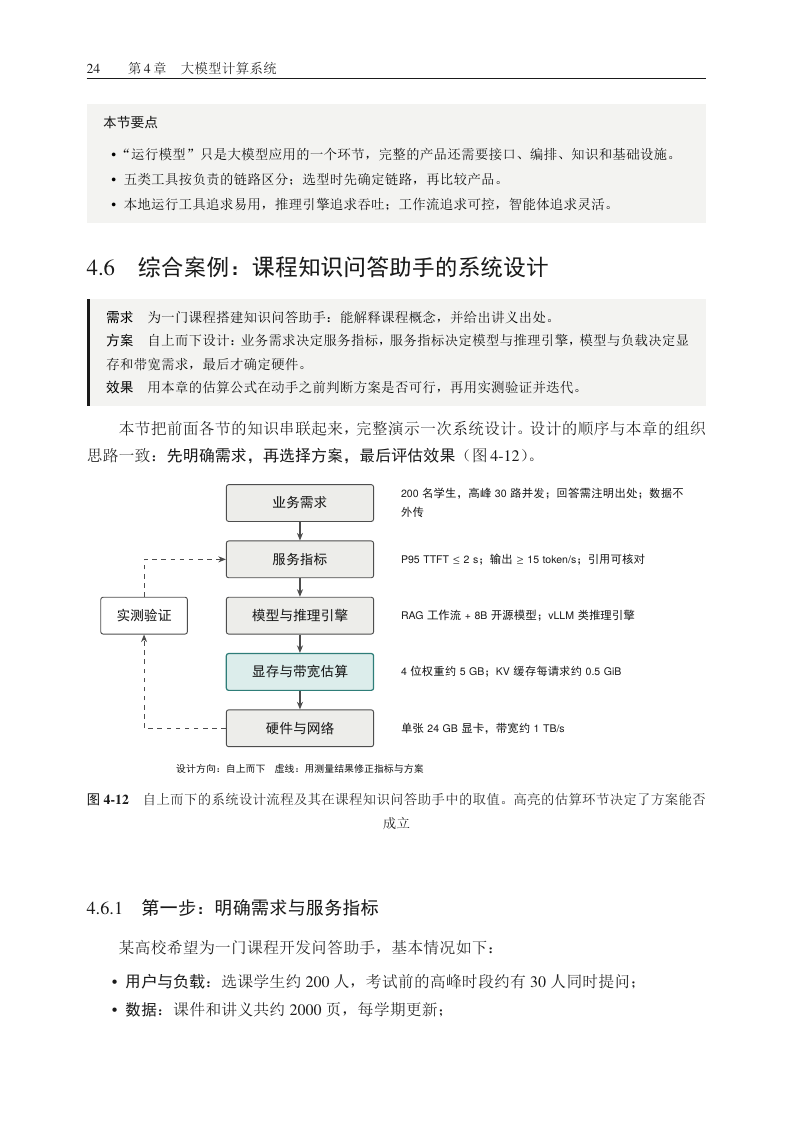 24 第 4 章 大模型计算系统
本节要点
• “运行模型”只是大模型应用的一个环节，完整的产品还需要接口、编排、知识和基础设施。
• 五类工具按负责的链路区分；选型时先确定链路，再比较产品。
• 本地运行工具追求易用，推理引擎追求吞吐；工作流追求可控，智能体追求灵活。
4.6 综合案例：课程知识问答助手的系统设计
需求 为一门课程搭建知识问答助手：能解释课程概念，并给出讲义出处。
方案 自上而下设计：业务需求决定服务指标，服务指标决定模型与推理引擎，模型与负载决定显
存和带宽需求，最后才确定硬件。
效果 用本章的估算公式在动手之前判断方案是否可行，再用实测验证并迭代。
本节把前面各节的知识串联起来，完整演示一次系统设计。设计的顺序与本章的组织
思路一致：先明确需求，再选择方案，最后评估效果（图 4-12）。
业务需求
200 名学生，高峰 30 路并发；回答需注明出处；数据不
外传
服务指标
P95 TTFT ≤ 2 s；输出 ≥ 15 token/s；引用可核对
实测验证
模型与推理引擎
RAG 工作流 + 8B 开源模型；vLLM 类推理引擎
显存与带宽估算
4 位权重约 5 GB；KV 缓存每请求约 0.5 GiB
硬件与网络
单张 24 GB 显卡，带宽约 1 TB/s
设计方向：自上而下 虚线：用测量结果修正指标与方案
图 4-12 自上而下的系统设计流程及其在课程知识问答助手中的取值。高亮的估算环节决定了方案能否
成立
4.6.1 第一步：明确需求与服务指标
某高校希望为一门课程开发问答助手，基本情况如下：
• 用户与负载：选课学生约 200 人，考试前的高峰时段约有 30 人同时提问；
• 数据：课件和讲义共约 2000 页，每学期更新；